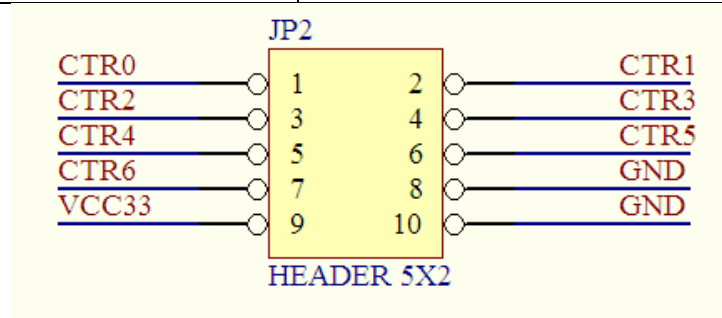 JP2
CTR0 1 2 CTR1
CTR2 3 4 CTR3
CTR4 5 6 CTR5
CTR6 7 8 GND
VCC33 9 10 GND
HEADER 5X2